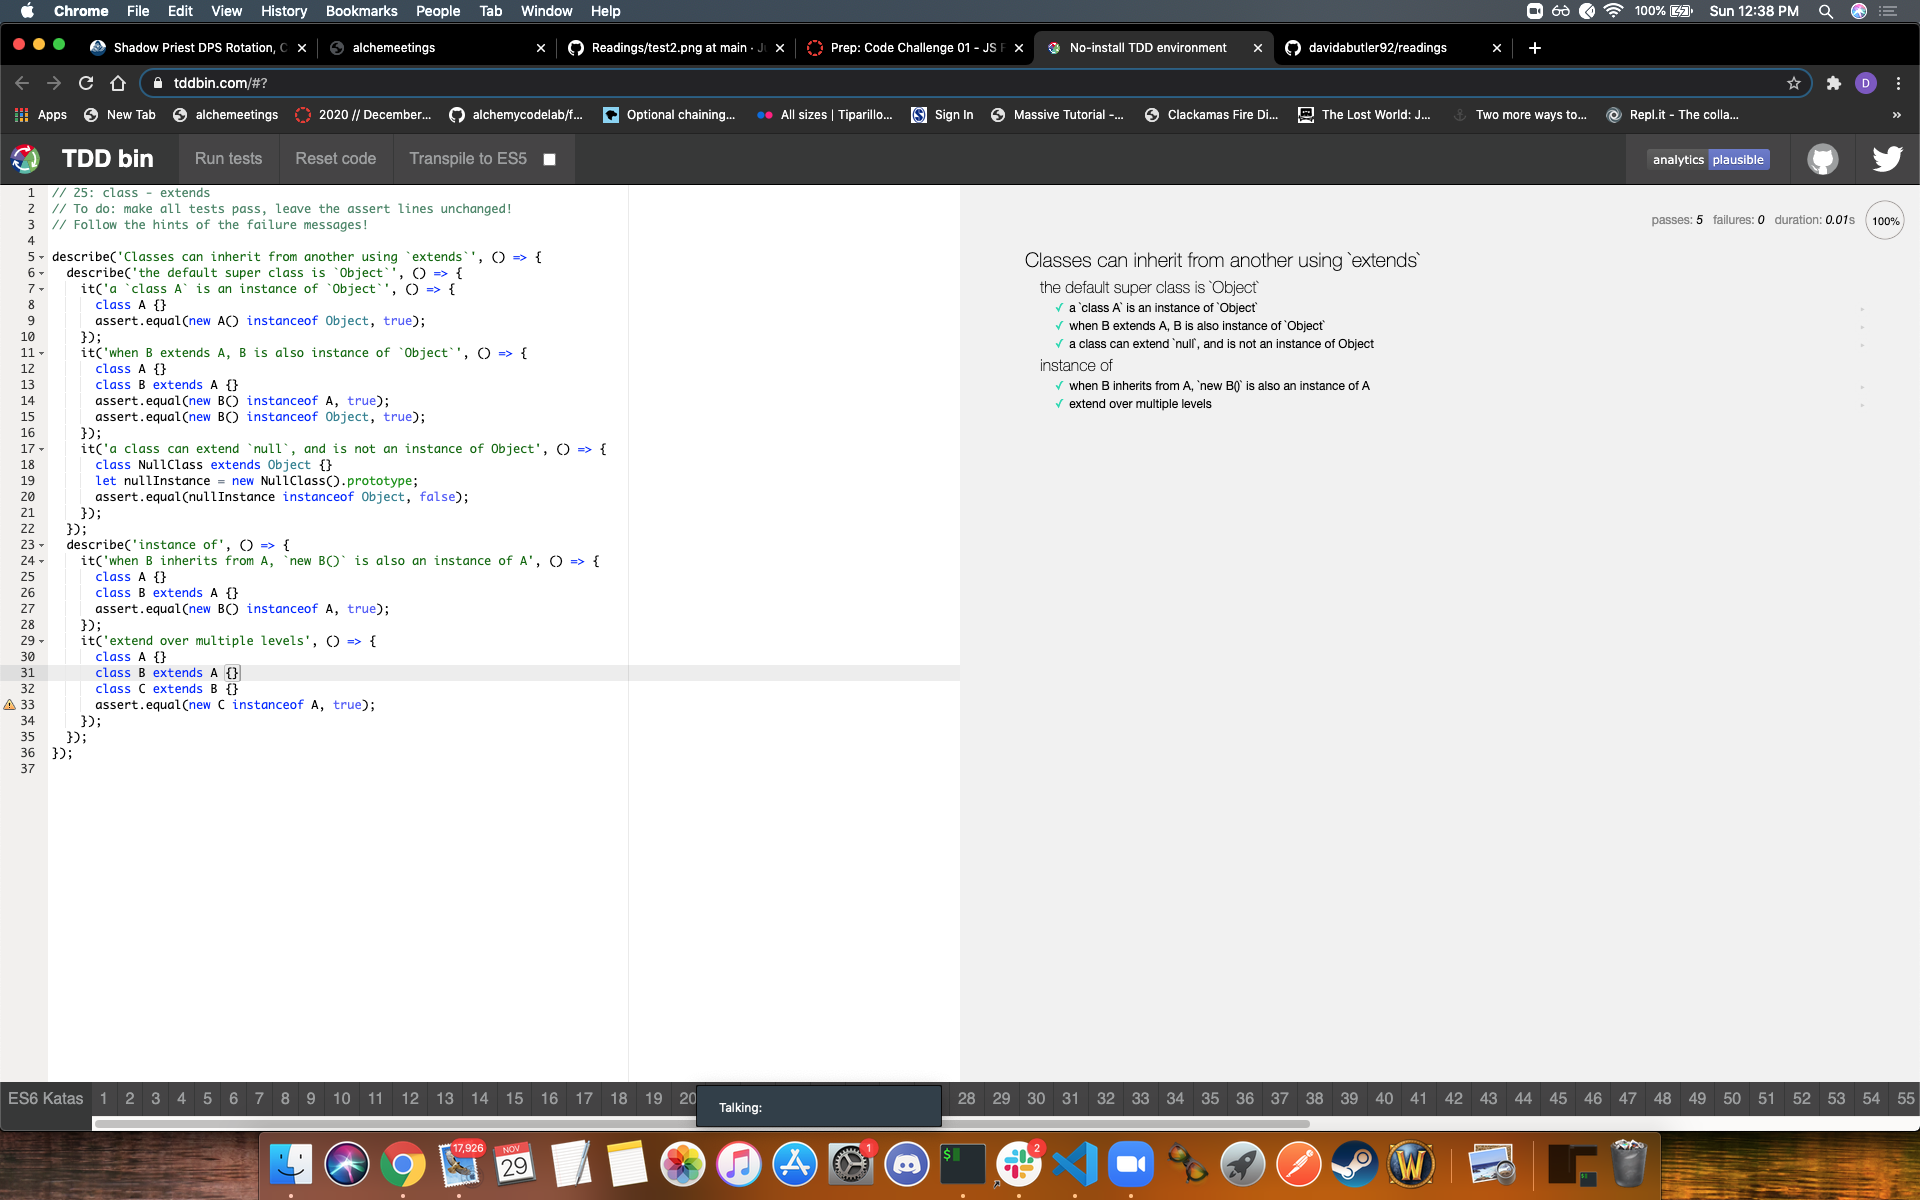 Chrome File Edit View History Bookmarks People Tab Window Help 100% Sun 12:38 PM
Shadow Priest DPS Rotation, C alchemeetings Readings/test2.png at main · Ju Prep: Code Challenge 01 - JS F No-install TDD environment davidabutler92/readings
tddbin.com/#? D
Apps New Tab alchemeetings 2020 // December... alchemycodelab/f... Optional chaining... All sizes | Tiparillo... Sign In Massive Tutorial -... Clackamas Fire Di... The Lost World: J... Two more ways to... Repl.it - The colla... »
TDD bin Run tests Reset code Transpile to ES5 analytics plausible
passes: 5 failures: 0 duration: 0.01s 100%
1 // 25: class - extends
2 // To do: make all tests pass, leave the assert lines unchanged!
3 // Follow the hints of the failure messages!
4
5 describe('Classes can inherit from another using `extends`', () => {
6 describe('the default super class is `Object`', () => {
7 it('a `class A` is an instance of `Object`', () => {
8 class A {}
9 assert.equal(new A() instanceof Object, true);
10 });
11 it('when B extends A, B is also instance of `Object`', () => {
12 class A {}
13 class B extends A {}
14 assert.equal(new B() instanceof A, true);
15 assert.equal(new B() instanceof Object, true);
16 });
17 it('a class can extend `null`, and is not an instance of Object', () => {
18 class NullClass extends Object {}
19 let nullInstance = new NullClass().prototype;
20 assert.equal(nullInstance instanceof Object, false);
21 });
22 });
23 describe('instance of', () => {
24 it('when B inherits from A, `new B()` is also an instance of A', () => {
25 class A {}
26 class B extends A {}
27 assert.equal(new B() instanceof A, true);
28 });
29 it('extend over multiple levels', () => {
30 class A {}
31 class B extends A {}
32 class C extends B {}
33 assert.equal(new C instanceof A, true);
34 });
35 });
36 });
37
Classes can inherit from another using `extends`
the default super class is `Object`
✓ a `class A` is an instance of `Object`
✓ when B extends A, B is also instance of `Object`
✓ a class can extend `null`, and is not an instance of Object
instance of
✓ when B inherits from A, `new B()` is also an instance of A
✓ extend over multiple levels
ES6 Katas 1 2 3 4 5 6 7 8 9 10 11 12 13 14 15 16 17 18 19 20 28 29 30 31 32 33 34 35 36 37 38 39 40 41 42 43 44 45 46 47 48 49 50 51 52 53 54 55
Talking:
17,926 NOV 29 1 $ 2 W